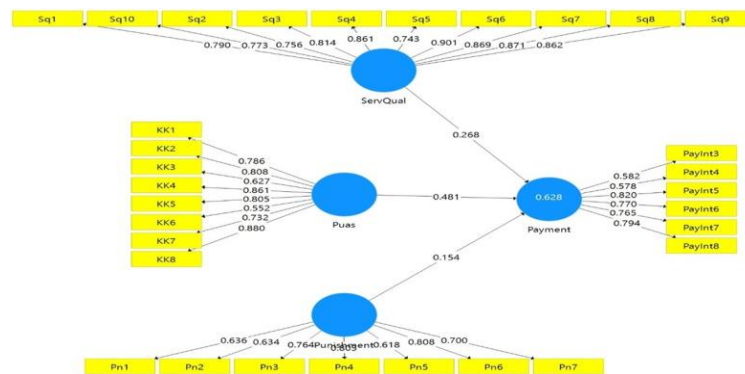 Sq1 Sq10 Sq2 Sq3 Sq4 Sq5 Sq6 Sq7 Sq8 Sq9
0.790 0.773 0.756 0.814 0.861 0.743 0.901 0.869 0.871 0.862
ServQual
0.268
KK1
KK2
KK3
KK4
KK5
KK6
KK7
KK8
0.786
0.808
0.627
0.861
0.805
0.552
0.732
0.880
Puas
0.481
0.628
Payment
0.582
0.578
0.820
0.770
0.765
0.794
PayInt3
PayInt4
PayInt5
PayInt6
PayInt7
PayInt8
0.154
Punishment
0.636 0.634 0.764 0.803 0.618 0.808 0.700
Pn1 Pn2 Pn3 Pn4 Pn5 Pn6 Pn7